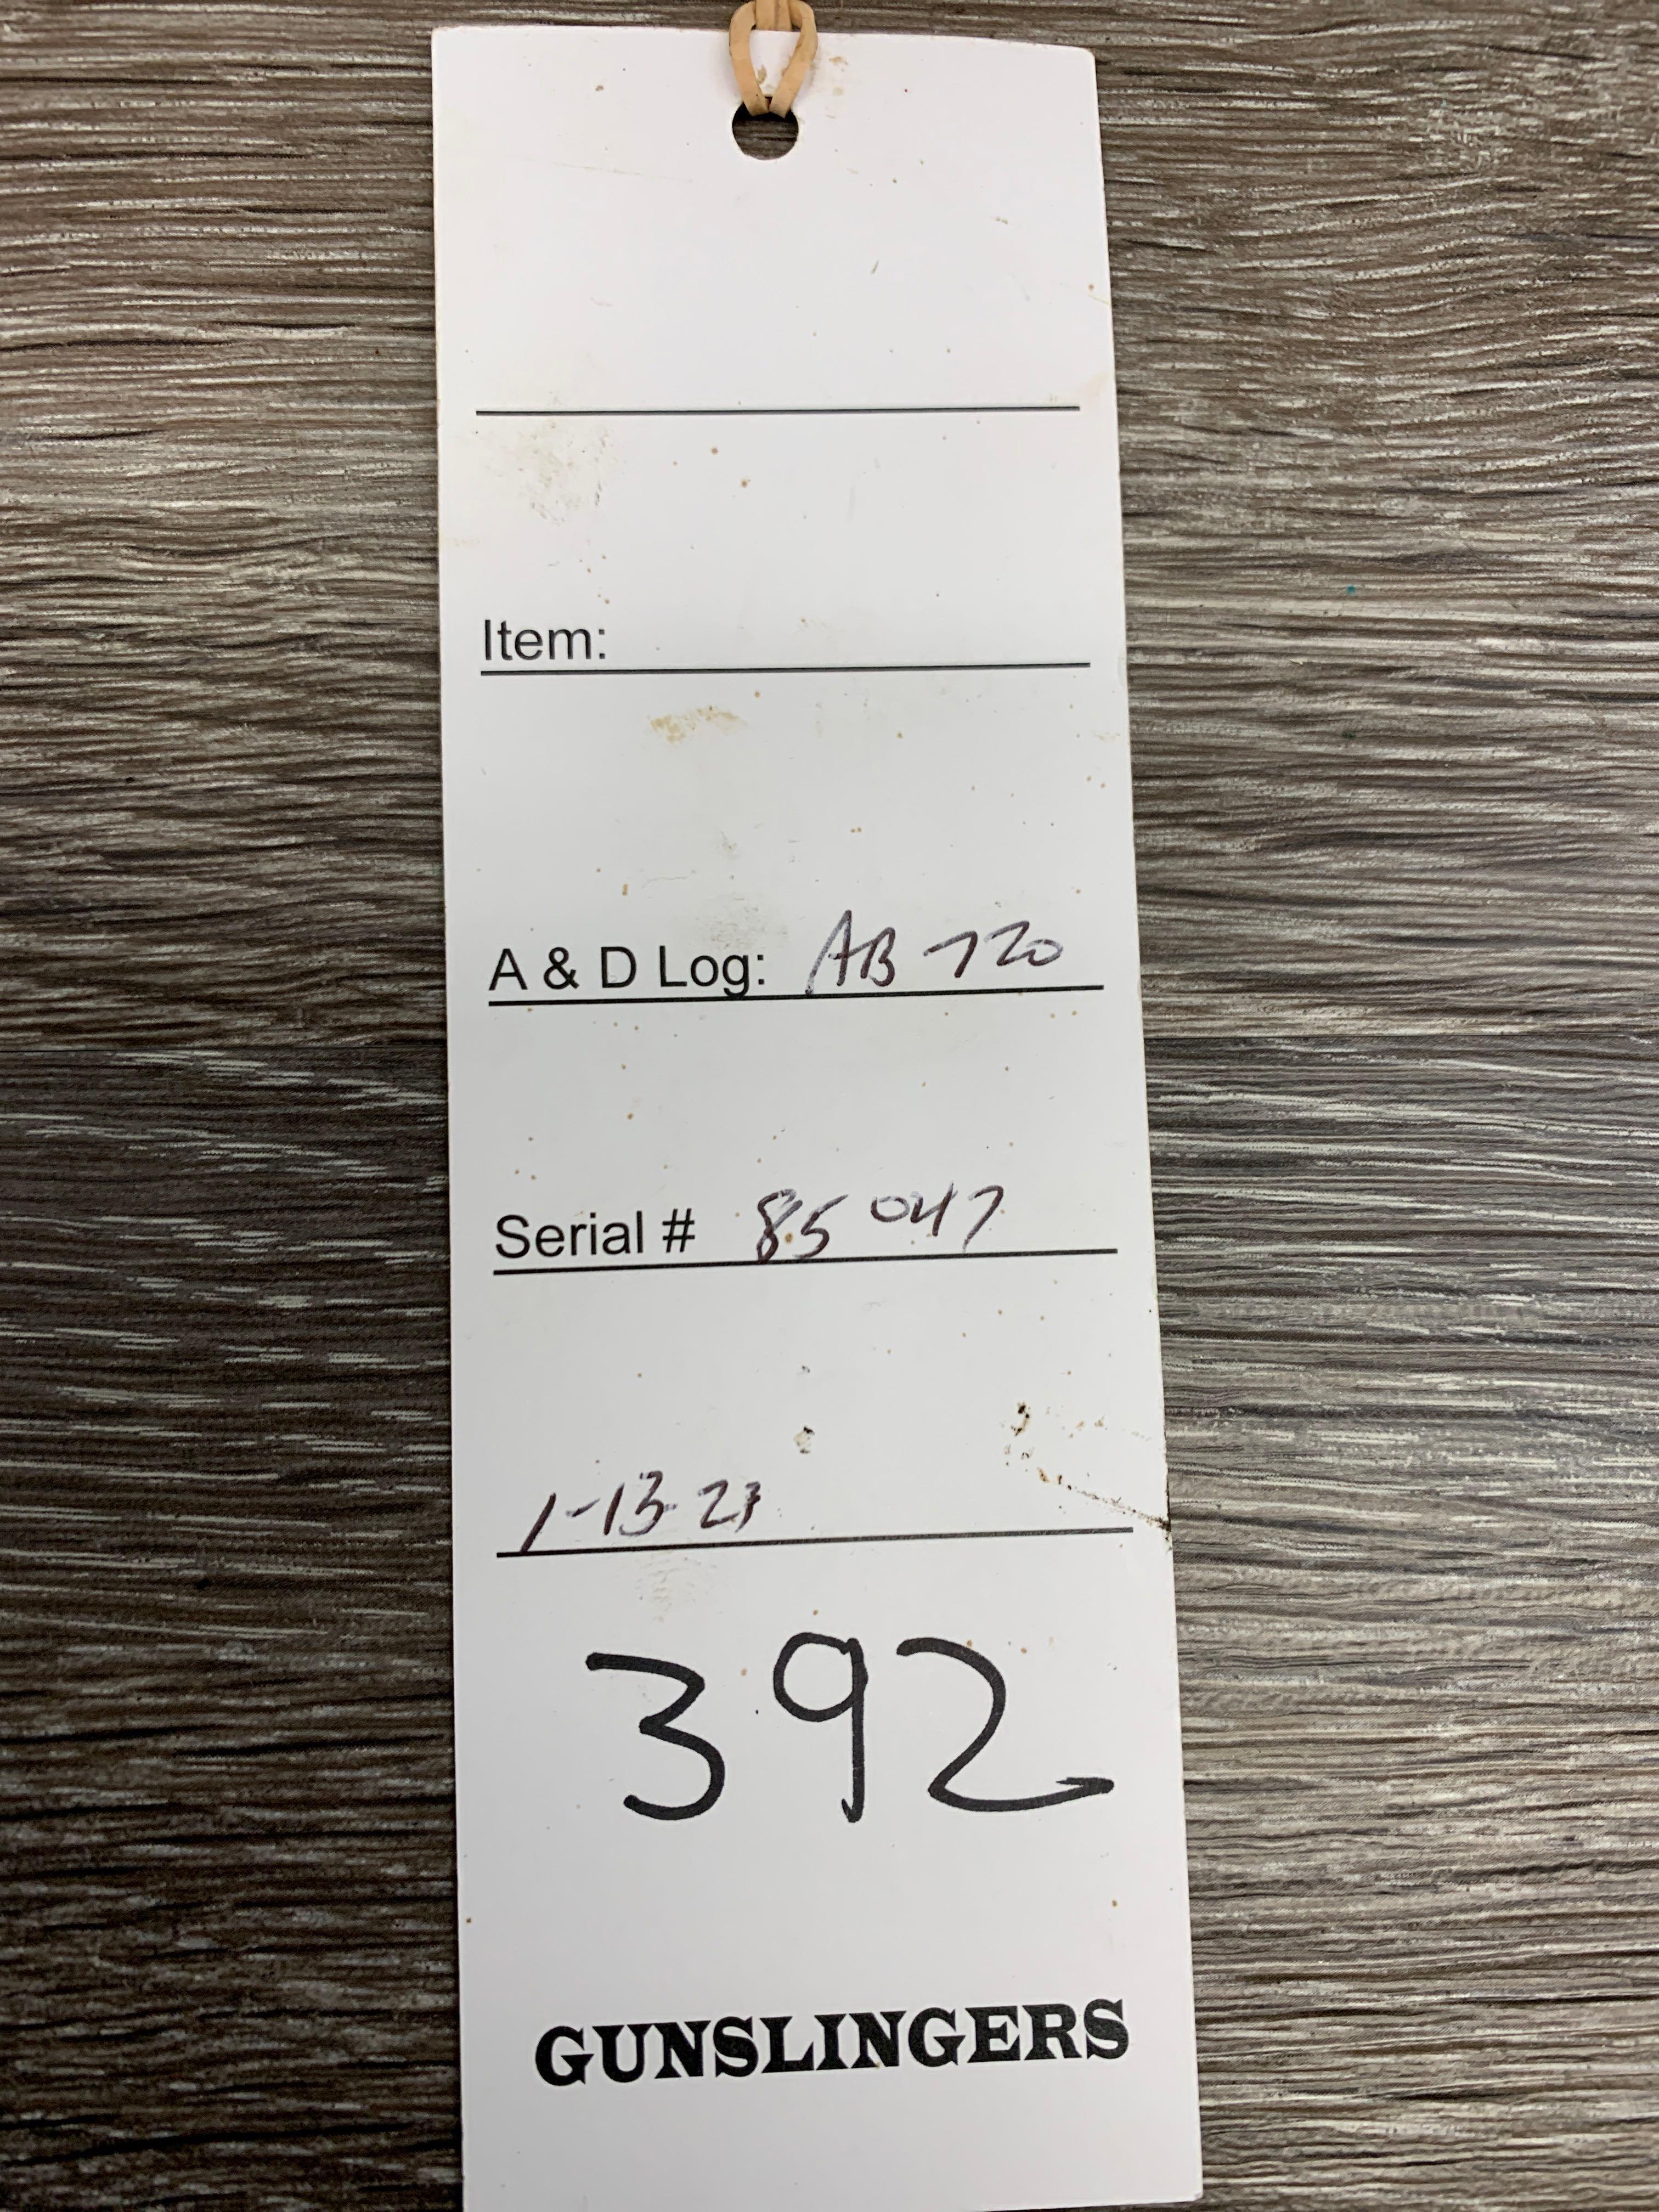 Item:
A & D Log: AB 720
Serial # 85047
1-13-23
392
GUNSLINGERS